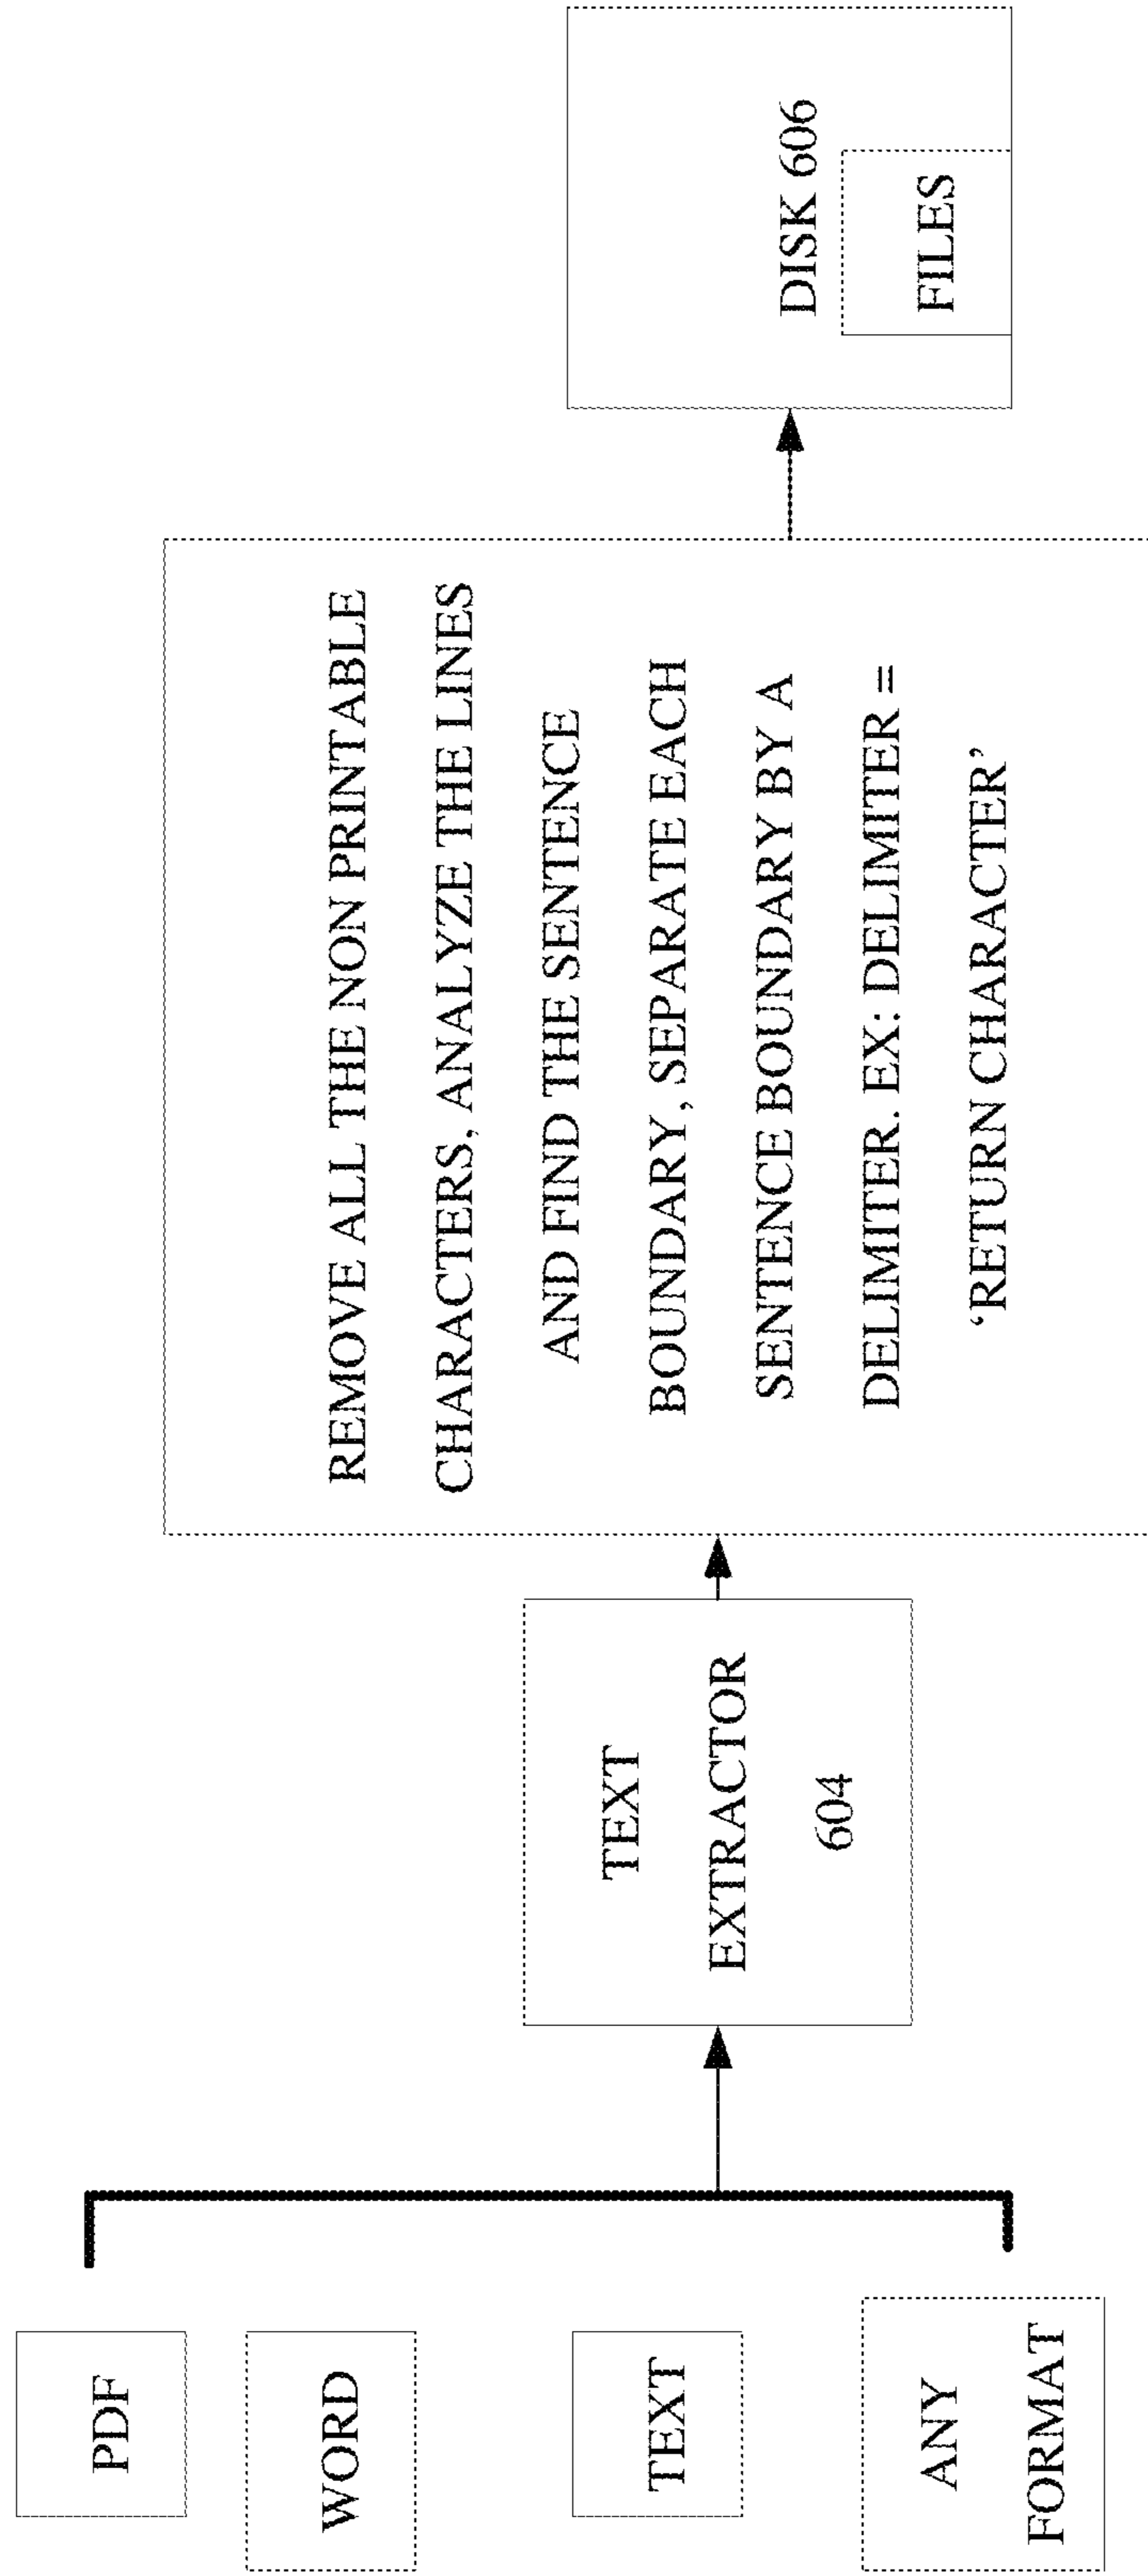 PDF
WORD
TEXT
ANY
FORMAT
TEXT
EXTRACTOR
604
REMOVE ALL THE NON PRINTABLE
CHARACTERS, ANALYZE THE LINES
AND FIND THE SENTENCE
BOUNDARY, SEPARATE EACH
SENTENCE BOUNDARY BY A
DELIMITER. EX: DELIMITER =
‘RETURN CHARACTER’
DISK 606
FILES